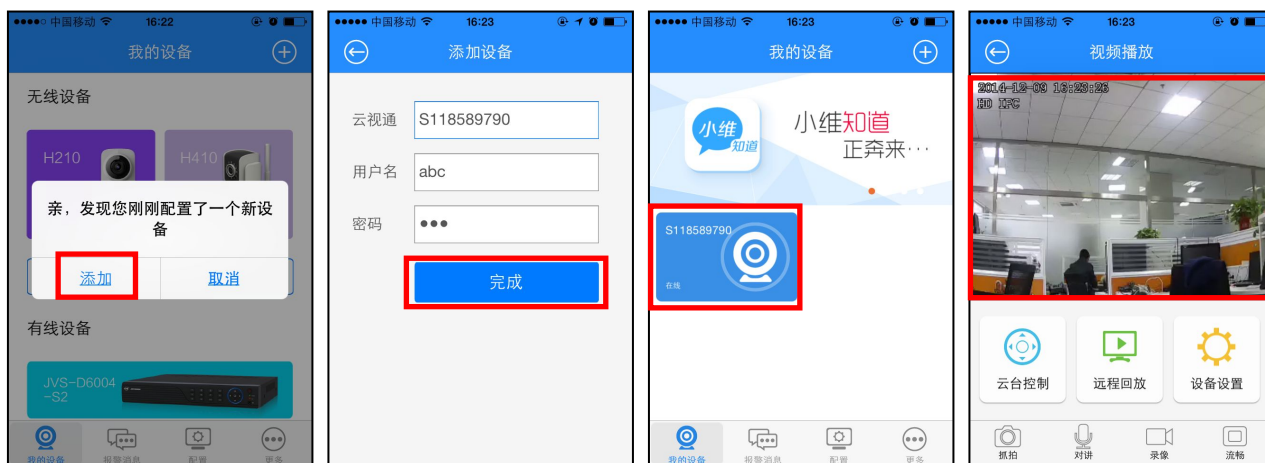 中国移动
16:22
我的设备
无线设备
H210
H410
亲，发现您刚刚配置了一个新设
备
添加
取消
有线设备
JVS-D6004
-S2
我的设备
报警消息
配置
更多
中国移动
16:23
添加设备
云视通
S118589790
用户名
abc
密码
●●●
完成
中国移动
16:23
我的设备
小维
知道
小维知道
正弄来···
S118589790
在线
我的设备
报警消息
配置
更多
中国移动
16:23
视频播放
2014-12-09 16:23:26
HD IPC
云台控制
远程回放
设备设置
抓拍
对讲
录像
流畅